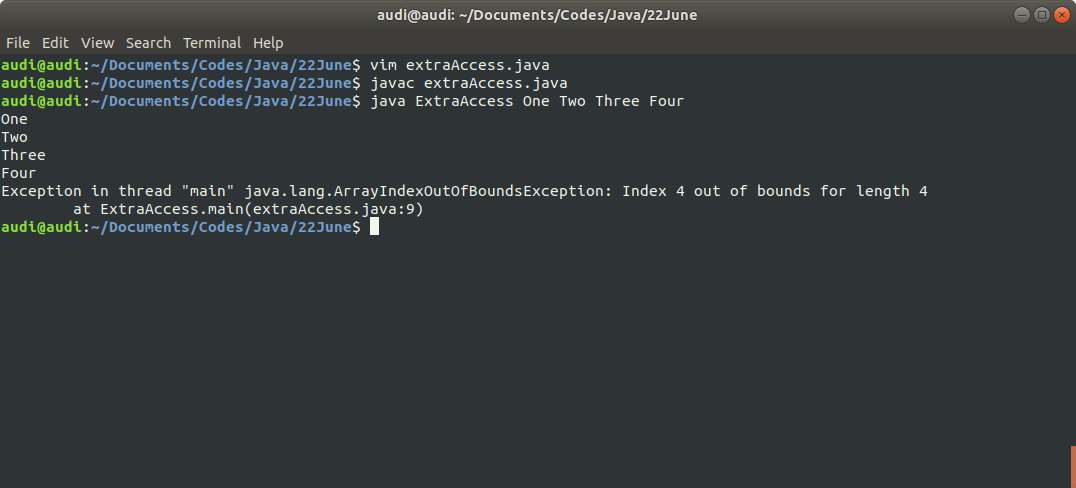 audi@audi: ~/Documents/Codes/Java/22June
File Edit View Search Terminal Help
audi@audi:~/Documents/Codes/Java/22June$ vim extraAccess.java
audi@audi:~/Documents/Codes/Java/22June$ javac extraAccess.java
audi@audi:~/Documents/Codes/Java/22June$ java ExtraAccess One Two Three Four
One
Two
Three
Four
Exception in thread "main" java.lang.ArrayIndexOutOfBoundsException: Index 4 out of bounds for length 4
        at ExtraAccess.main(extraAccess.java:9)
audi@audi:~/Documents/Codes/Java/22June$